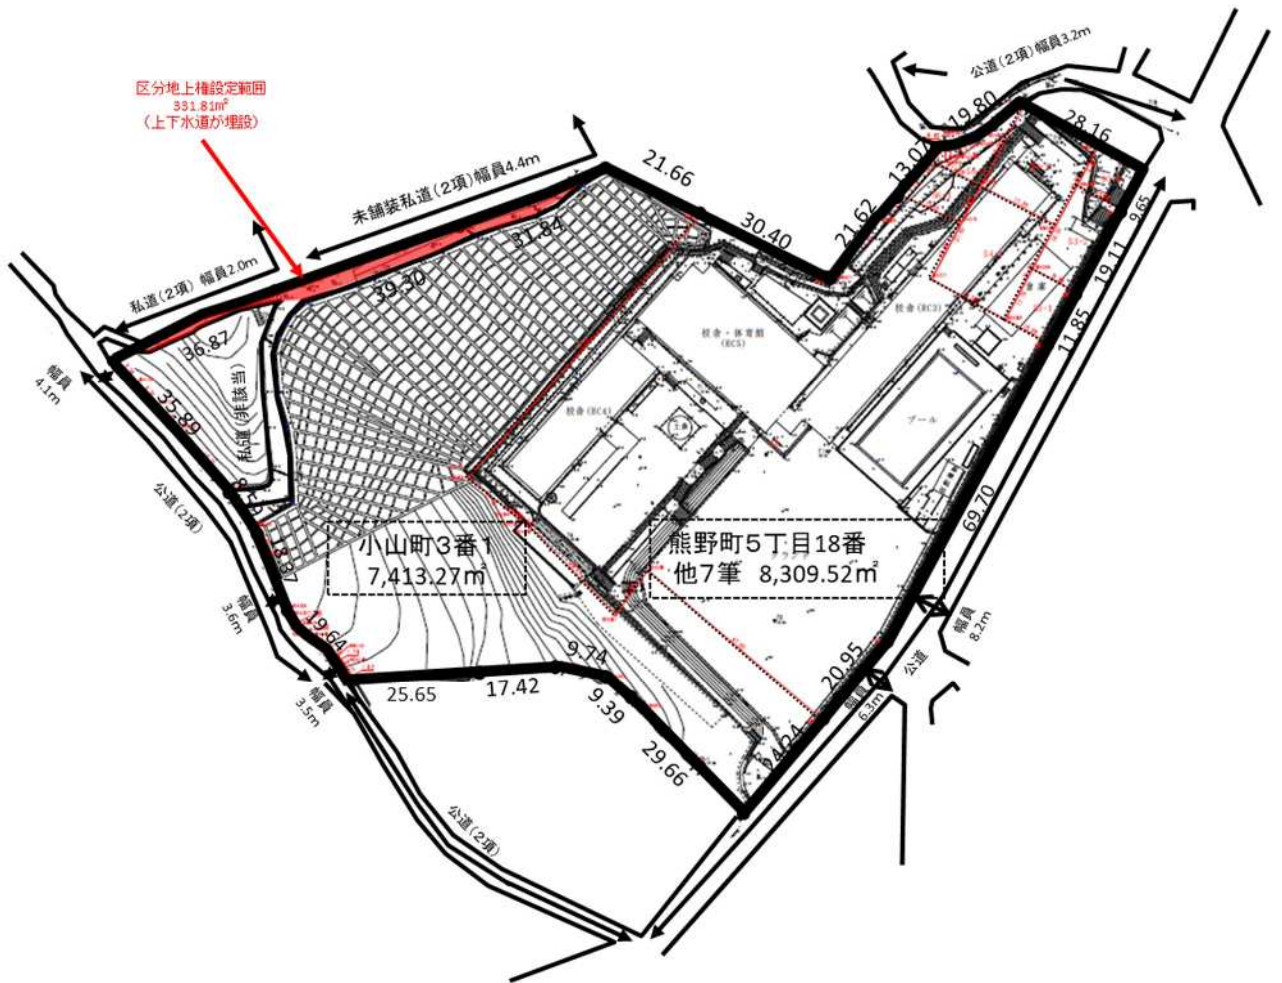 公道(2項)幅員3.2m
区分地上権設定範囲
331.81㎡
(上下水道が埋設)
19.80
28.16
13.07
未舗装私道(2項)幅員4.4m
21.66
30.40
21.62
9.65
31.84
19.11
私道(2項) 幅員2.0m
39.30
校舎・体育館
(RC5)
校舎(RC3)
倉庫
11.85
36.87
幅員
4.1m
35.89
私道(非該当)
校舎(RC4)
プール
公道(2項)
69.70
小山町3番1
7,413.27㎡
熊野町5丁目18番
他7筆 8,309.52㎡
幅員
3.6m
幅員
8.2m
19.64
9.74
20.95
公道
25.65
17.42
9.39
幅員
6.3m
幅員
3.5m
24.24
29.66
公道(2項)